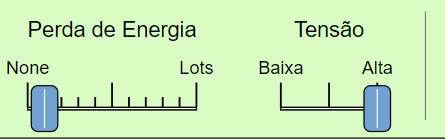 Perda de Energia
None Lots
Tensão
Baixa Alta